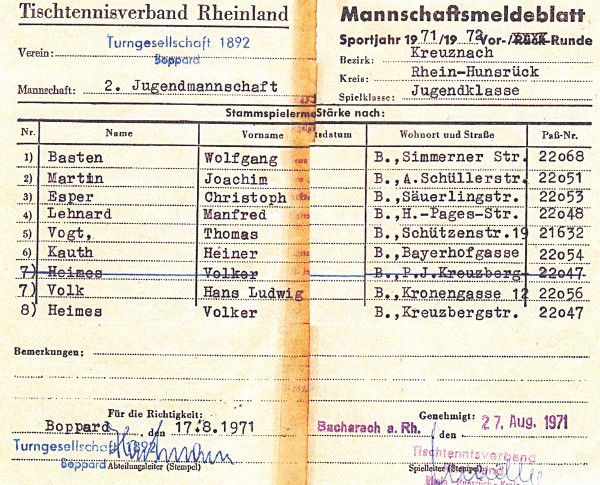 Tischtennisverband Rheinland
Mannschaftsmeldeblatt
Turngesellschaft 1892
Boppard
Verein:
Sportjahr 1971/1972 Vor-/Rück-Runde
Bezirk: Kreuznach
Kreis: Rhein-Hunsrück
Mannschaft: 2. Jugendmannschaft
Spielklasse: Jugendklasse
Stammspielerme Stärke nach:
Nr. Name Vorname tsdatum Wohnort und Straße Paß-Nr.
1) Basten Wolfgang B.,Simmerner Str. 22068
2) Martin Joachim B.,A.Schüllerstr. 22051
3) Esper Christoph B.,Säuerlingstr. 22053
4) Lehnard Manfred B.,H.-Pages-Str. 22048
5) Vogt, Thomas B.,Schützenstr.19 21632
6) Kauth Heiner B.,Bayerhofgasse 22054
7) Heimes Volker B.,P.J.Kreuzberg- 22047
7) Volk Hans Ludwig B.,Kronengasse 12 22056
8) Heimes Volker B.,Kreuzbergstr. 22047
Bemerkungen:
Für die Richtigkeit:
Boppard, den 17.8.1971
Turngesellschaft 1892
Boppard
Abteilungsleiter (Stempel)
Genehmigt:
Bacharach a. Rh. den 27. Aug. 1971
Tischtennisverband
Spielleiter (Stempel)